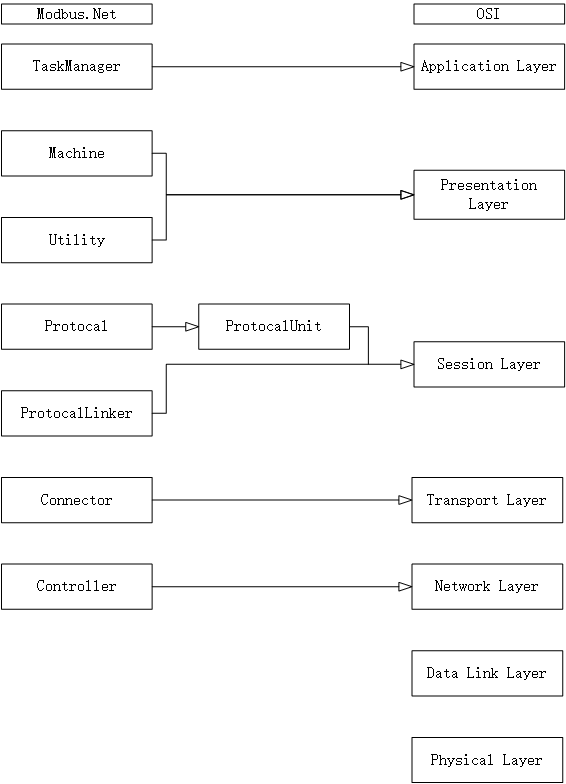 Modbus.Net
OSI
TaskManager
Application Layer
Machine
Presentation
Layer
Utility
Protocal
ProtocalUnit
Session Layer
ProtocalLinker
Connector
Transport Layer
Controller
Network Layer
Data Link Layer
Physical Layer